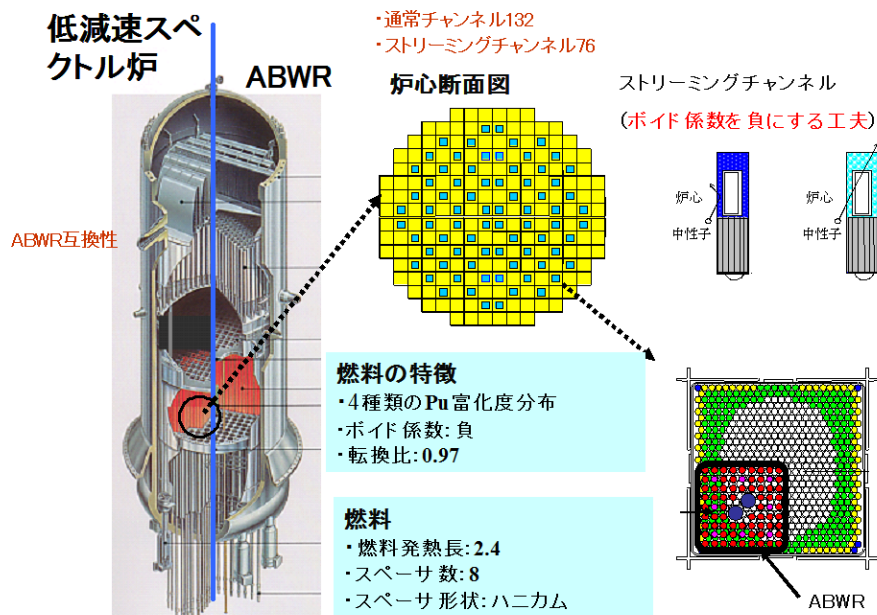 低減速スペ
クトル炉
ABWR
・通常チャンネル132
・ストリーミングチャンネル76
炉心断面図
ストリーミングチャンネル
(ボイド係数を負にする工夫)
炉心
中性子
炉心
中性子
ABWR互換性
燃料の特徴
・4種類のPu富化度分布
・ボイド係数:負
・転換比:0.97
燃料
・燃料発熱長:2.4
・スペーサ数:8
・スペーサ形状:ハニカム
ABWR